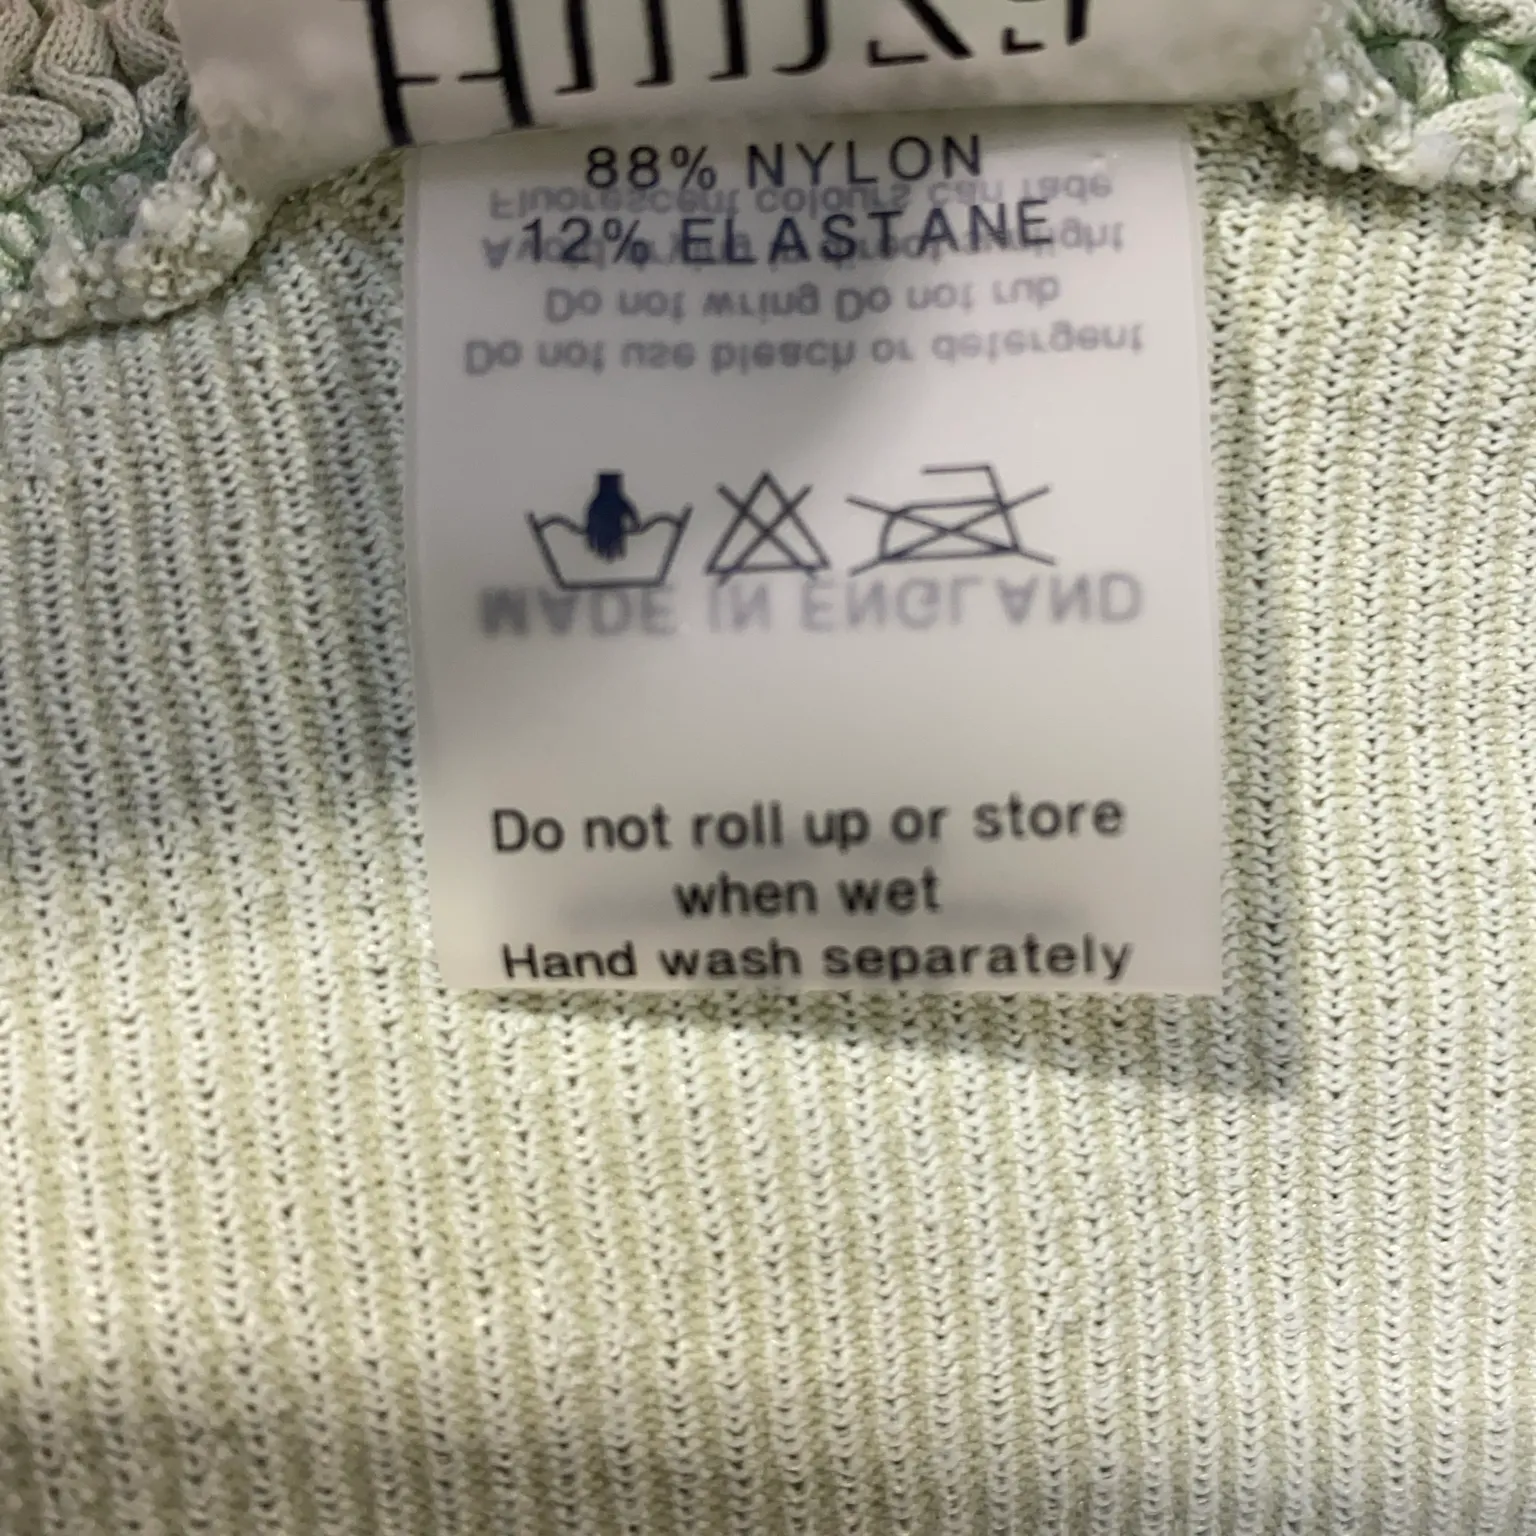 88% NYLON
12% ELASTANE
Fluorescent colours can fade
Do not wring Do not rub
Do not use bleach or detergent
MADE IN ENGLAND
Do not roll up or store
when wet
Hand wash separately